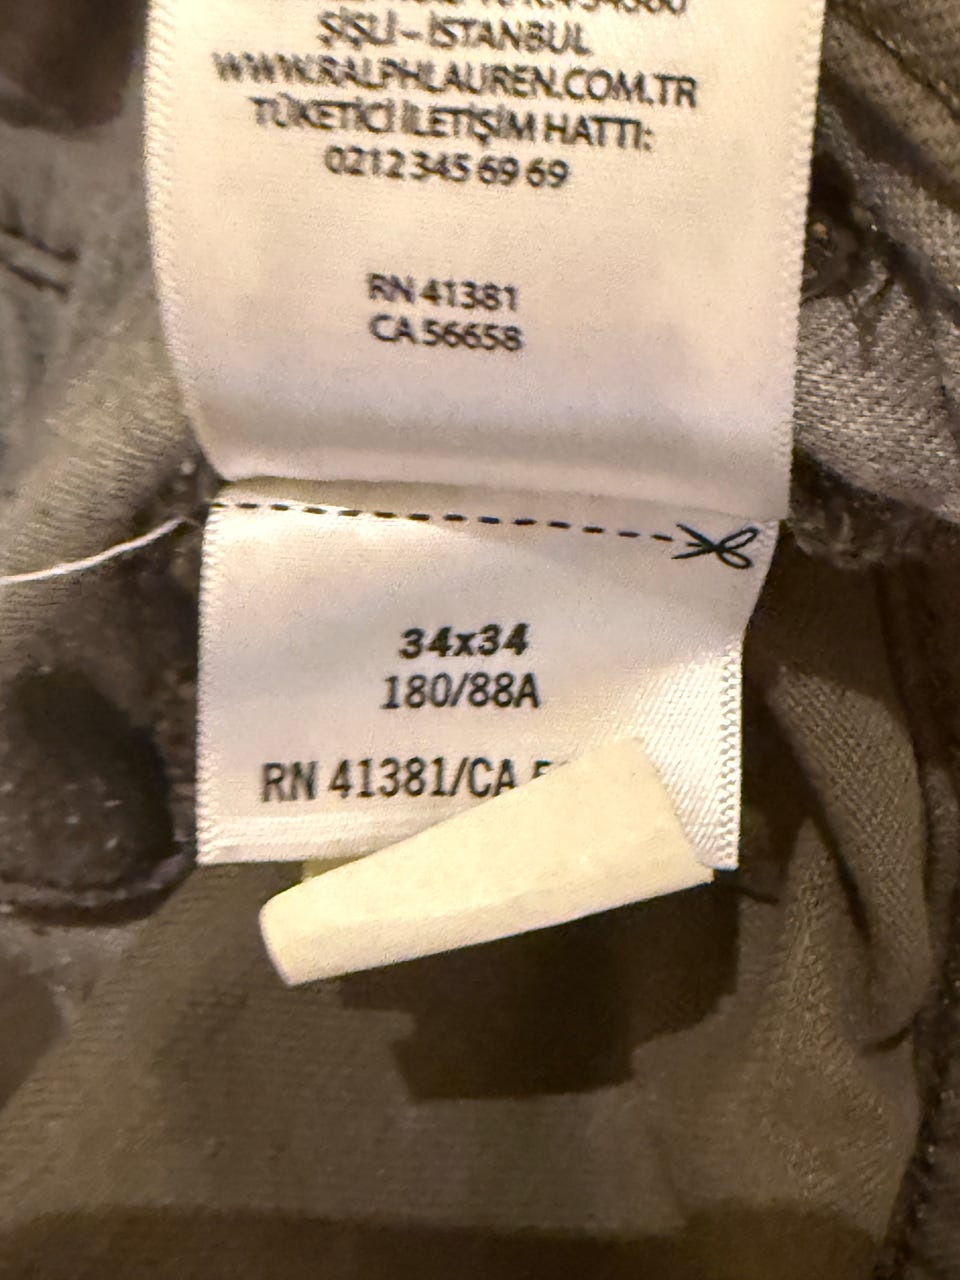 ŞİŞLİ – İSTANBUL
WWW.RALPHLAUREN.COM.TR
TÜKETİCİ İLETİŞİM HATTI:
0212 345 69 69
RN 41381
CA 56658
34x34
180/88A
RN 41381/CA